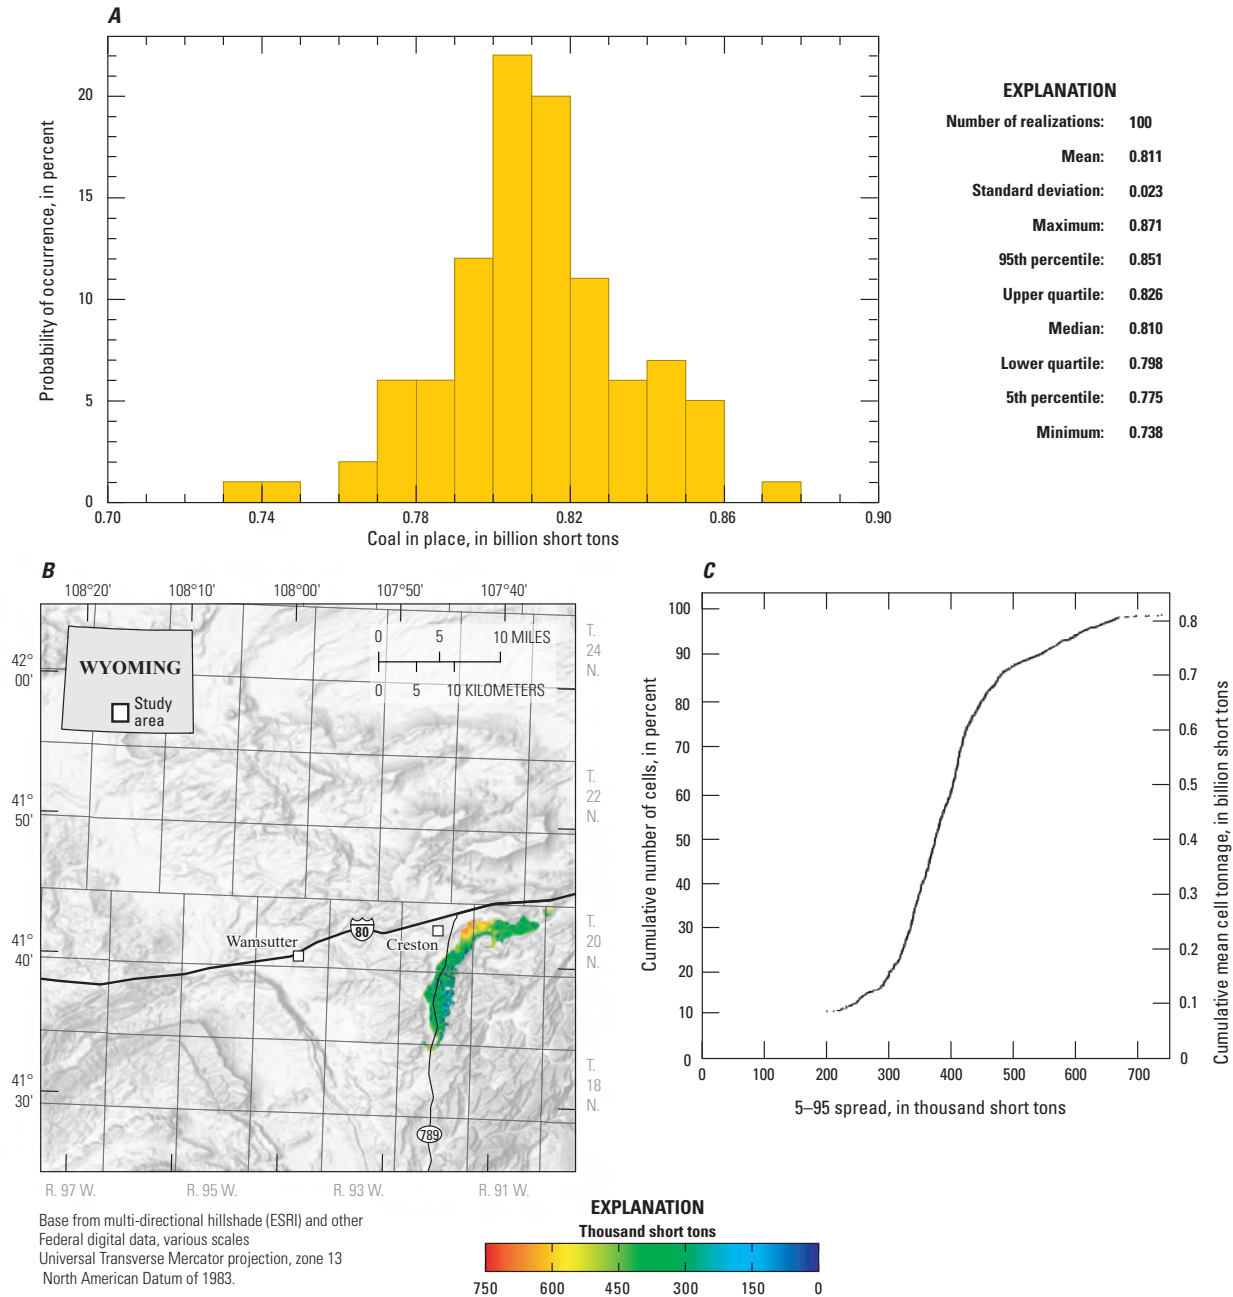 A
20
15
10
5
0
Probability of occurrence, in percent
0.70 0.74 0.78 0.82 0.86 0.90
Coal in place, in billion short tons
EXPLANATION
Number of realizations: 100
Mean: 0.811
Standard deviation: 0.023
Maximum: 0.871
95th percentile: 0.851
Upper quartile: 0.826
Median: 0.810
Lower quartile: 0.798
5th percentile: 0.775
Minimum: 0.738
B
108°20' 108°10' 108°00' 107°50' 107°40'
42°
00'
41°
50'
41°
40'
41°
30'
WYOMING
Study
area
0 5 10 MILES
0 5 10 KILOMETERS
T.
24
N.
T.
22
N.
T.
20
N.
T.
18
N.
Wamsutter
80
Creston
789
R. 97 W. R. 95 W. R. 93 W. R. 91 W.
Base from multi-directional hillshade (ESRI) and other
Federal digital data, various scales
Universal Transverse Mercator projection, zone 13
North American Datum of 1983.
EXPLANATION
Thousand short tons
750 600 450 300 150 0
C
100
90
80
70
60
50
40
30
20
10
0
Cumulative number of cells, in percent
0.8
0.7
0.6
0.5
0.4
0.3
0.2
0.1
0
Cumulative mean cell tonnage, in billion short tons
0 100 200 300 400 500 600 700
5–95 spread, in thousand short tons